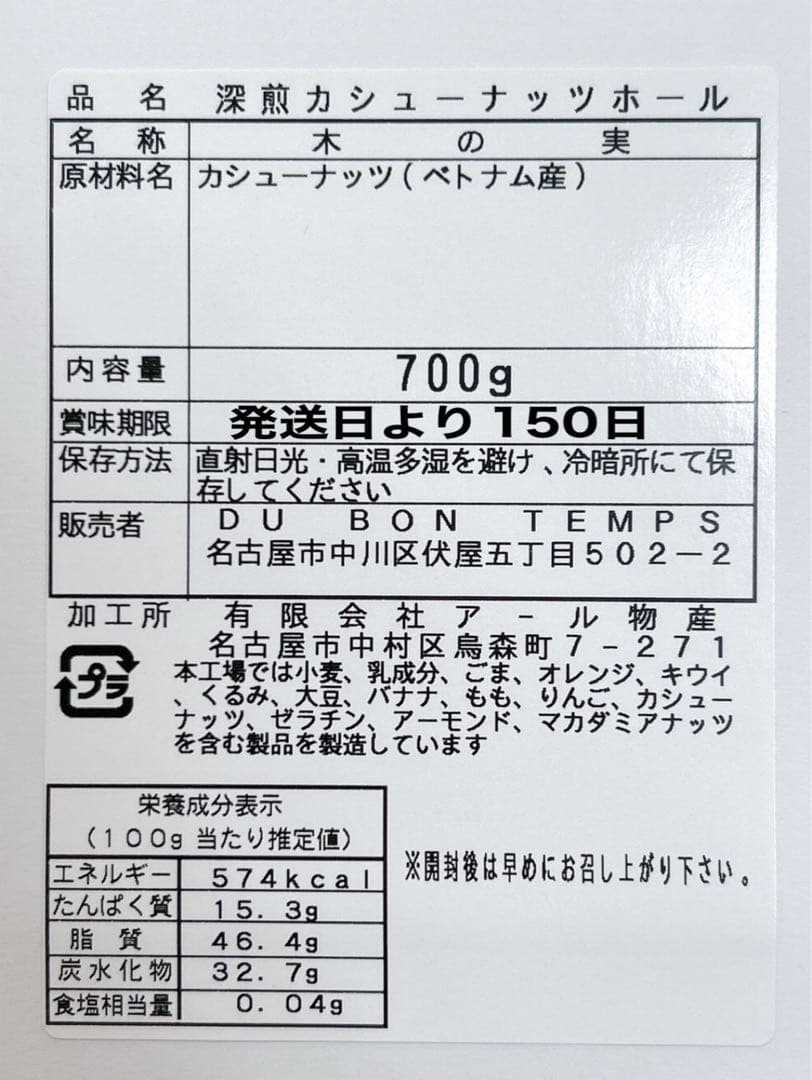 品名 深煎カシューナッツホール
名称 木の実
原材料名 カシューナッツ(ベトナム産)
内容量 700g
賞味期限 発送日より150日
保存方法 直射日光・高温多湿を避け、冷暗所にて保
存してください
販売者 DU BON TEMPS
名古屋市中川区伏屋五丁目502-2
加工所 有限会社アール物産
名古屋市中村区烏森町7-271
プラ
本工場では小麦、乳成分、ごま、オレンジ、キウイ
、くるみ、大豆、バナナ、もも、りんご、カシュー
ナッツ、ゼラチン、アーモンド、マカダミアナッツ
を含む製品を製造しています
栄養成分表示
(100g当たり推定値)
エネルギー 574kcal
たんぱく質 15.3g
脂質 46.4g
炭水化物 32.7g
食塩相当量 0.04g
※開封後は早めにお召し上がり下さい。